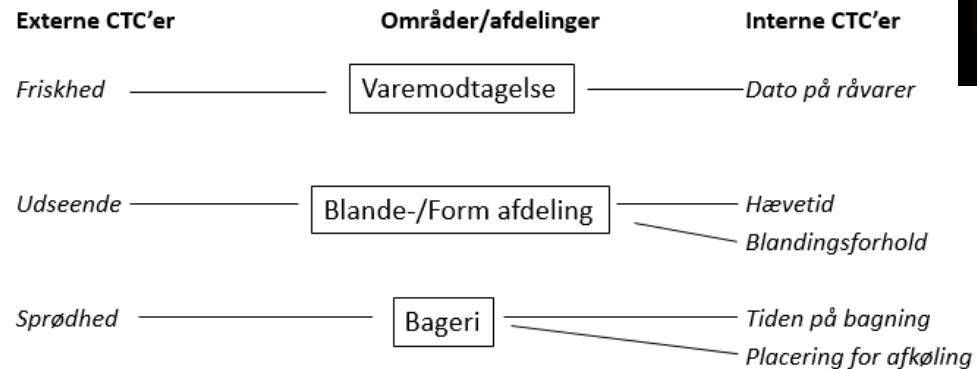 Externe CTC’er Områder/afdelinger Interne CTC’er
Friskhed Varemodtagelse Dato på råvarer
Udseende Blande-/Form afdeling Hævetid
Blandingsforhold
Sprødhed Bageri Tiden på bagning
Placering for afkøling